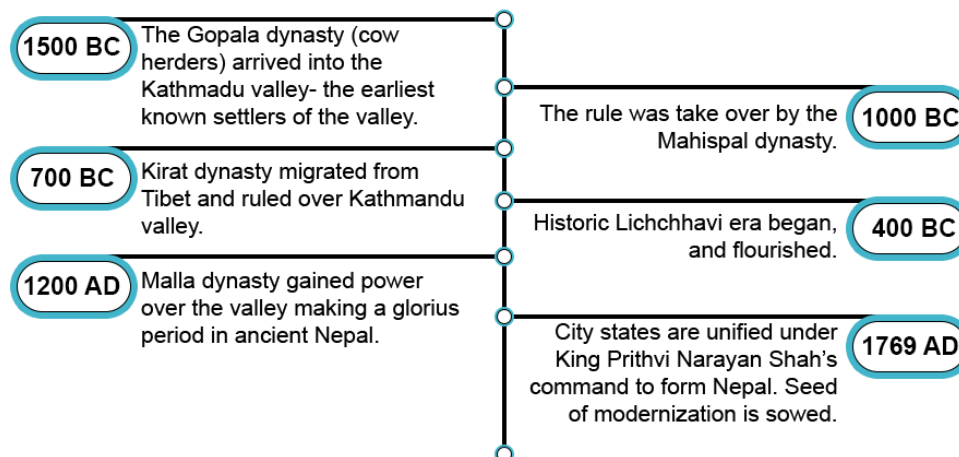 1500 BC
The Gopala dynasty (cow
herders) arrived into the
Kathmadu valley- the earliest
known settlers of the valley.
1000 BC
The rule was take over by the
Mahispal dynasty.
700 BC
Kirat dynasty migrated from
Tibet and ruled over Kathmandu
valley.
400 BC
Historic Lichchhavi era began,
and flourished.
1200 AD
Malla dynasty gained power
over the valley making a glorius
period in ancient Nepal.
1769 AD
City states are unified under
King Prithvi Narayan Shah’s
command to form Nepal. Seed
of modernization is sowed.